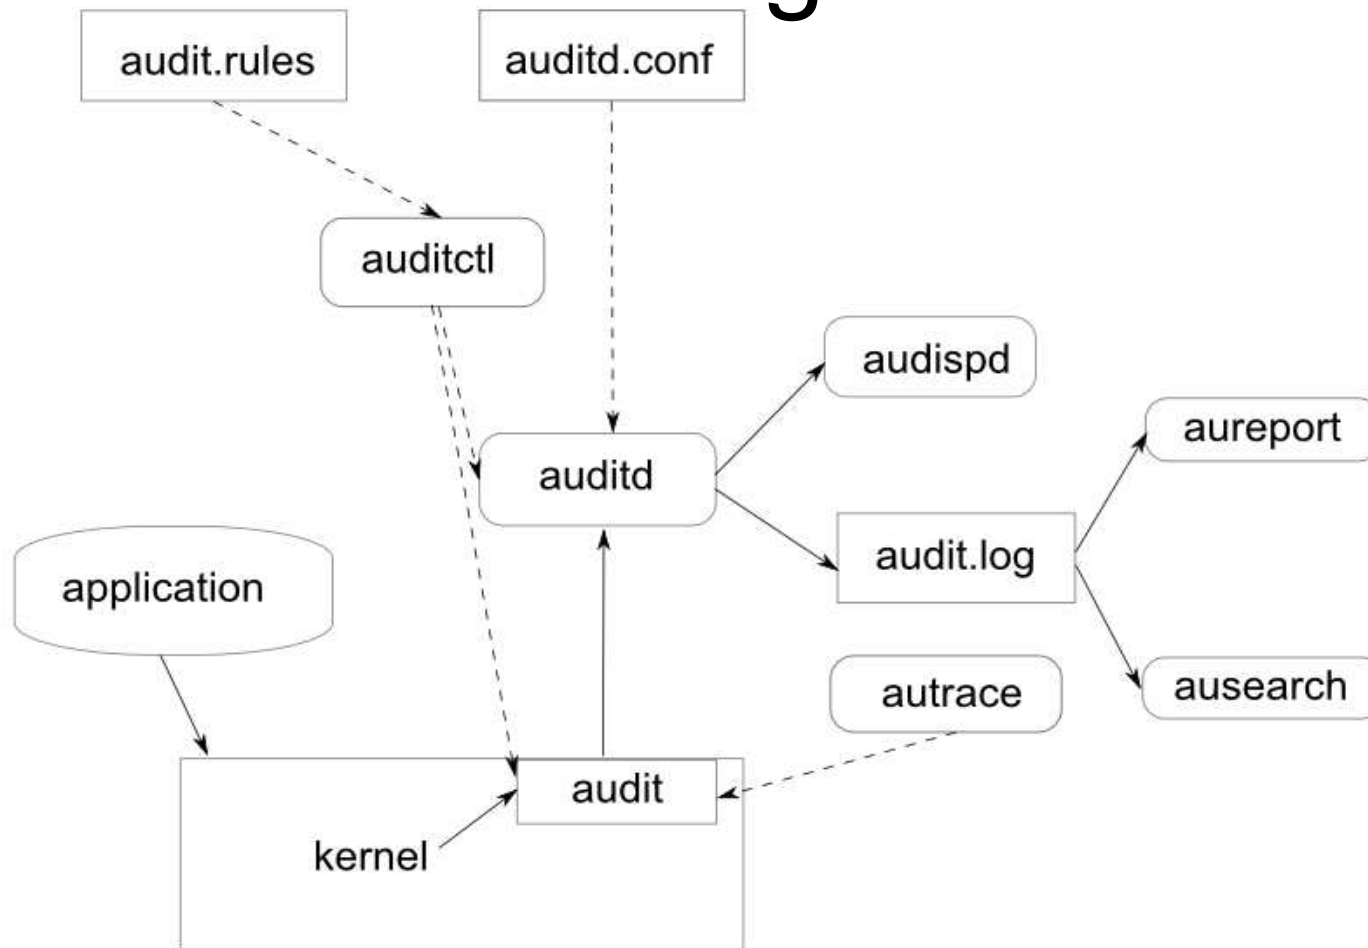 audit.rules
auditd.conf
auditctl
audispd
aureport
auditd
audit.log
application
ausearch
autrace
audit
kernel